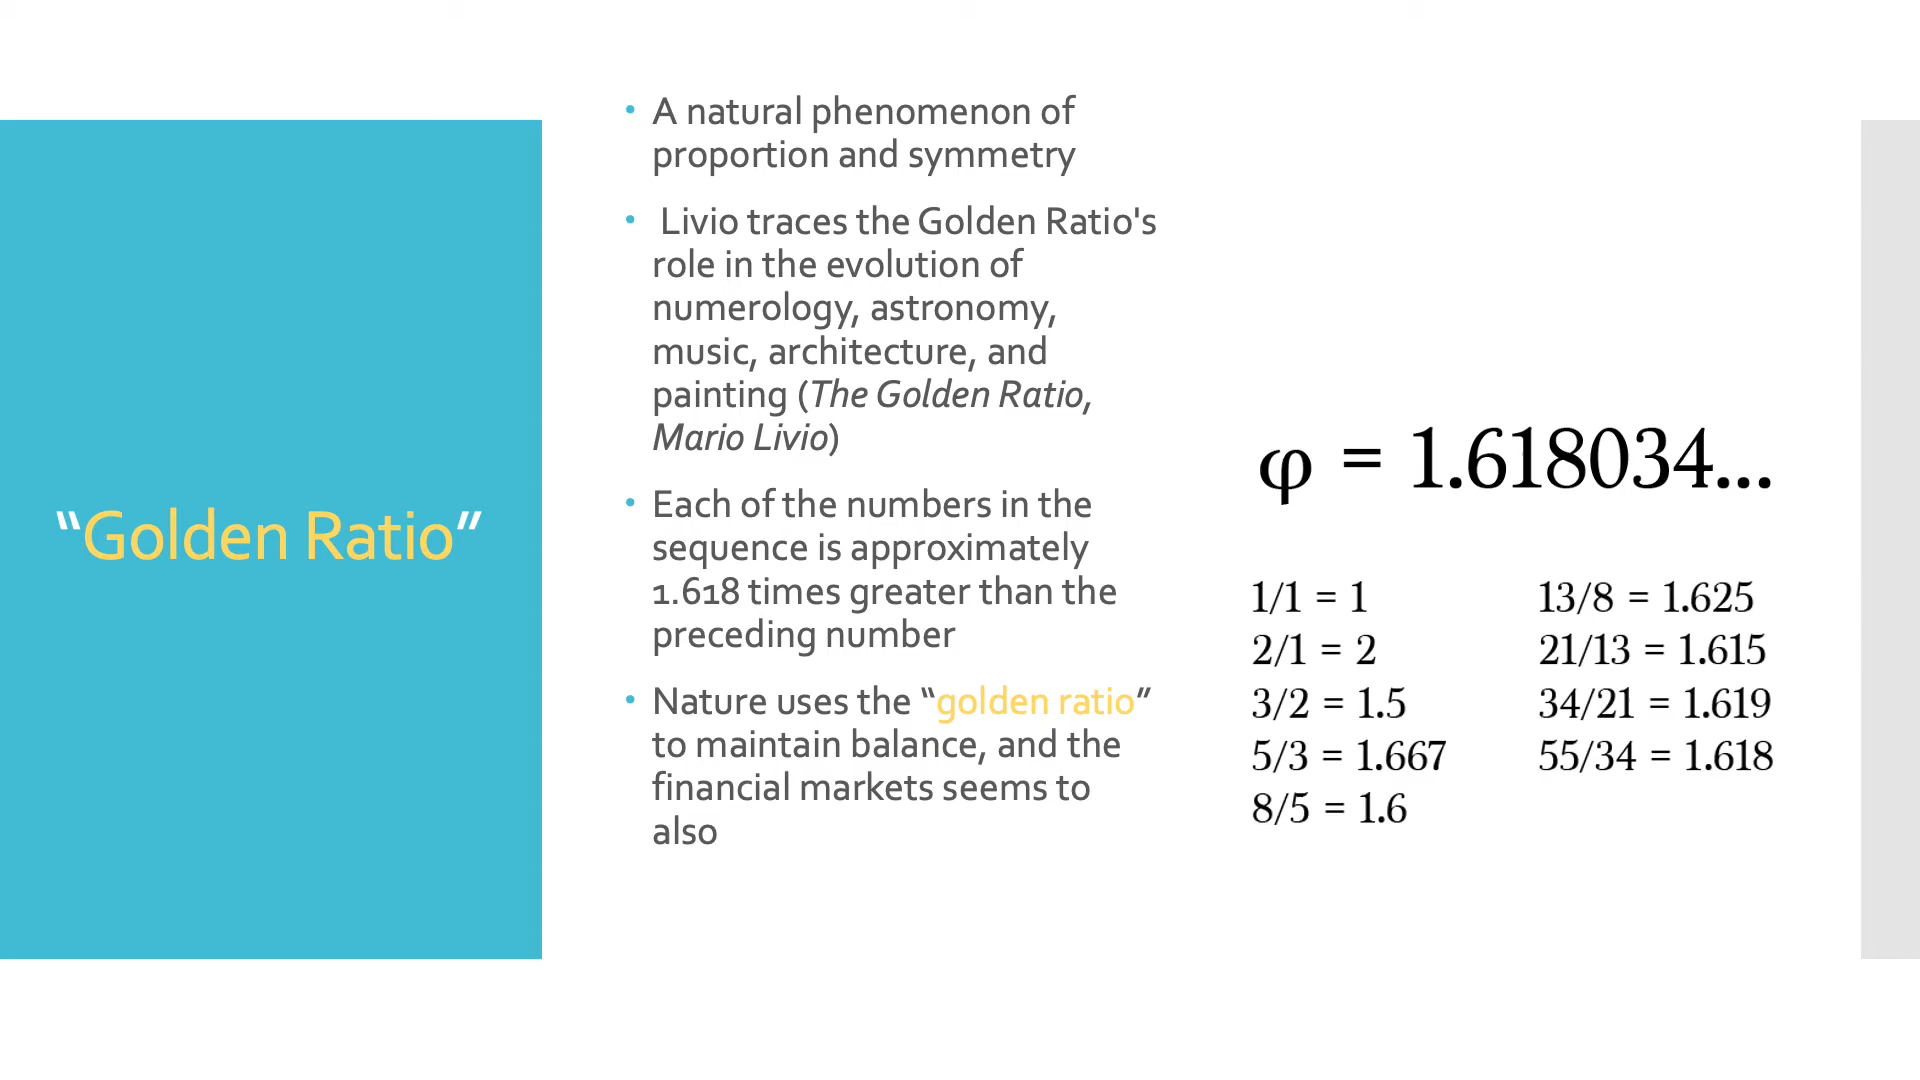 “Golden Ratio”
• A natural phenomenon of
proportion and symmetry
• Livio traces the Golden Ratio's
role in the evolution of
numerology, astronomy,
music, architecture, and
painting (The Golden Ratio,
Mario Livio)
• Each of the numbers in the
sequence is approximately
1.618 times greater than the
preceding number
• Nature uses the “golden ratio”
to maintain balance, and the
financial markets seems to
also
φ = 1.618034...
1/1 = 1
2/1 = 2
3/2 = 1.5
5/3 = 1.667
8/5 = 1.6
13/8 = 1.625
21/13 = 1.615
34/21 = 1.619
55/34 = 1.618